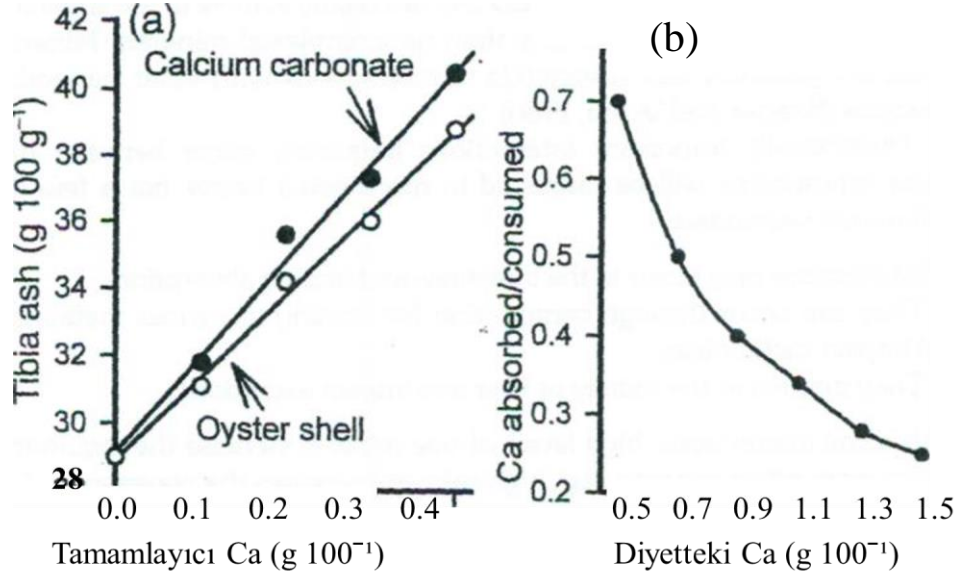 (a)
42
40
38
36
34
32
30
28
Tibia ash (g 100 g⁻¹)
Calcium carbonate
Oyster shell
0.0 0.1 0.2 0.3 0.4
Tamamlayıcı Ca (g 100⁻¹)
(b)
0.7
0.6
0.5
0.4
0.3
0.2
Ca absorbed/consumed
0.5 0.7 0.9 1.1 1.3 1.5
Diyetteki Ca (g 100⁻¹)